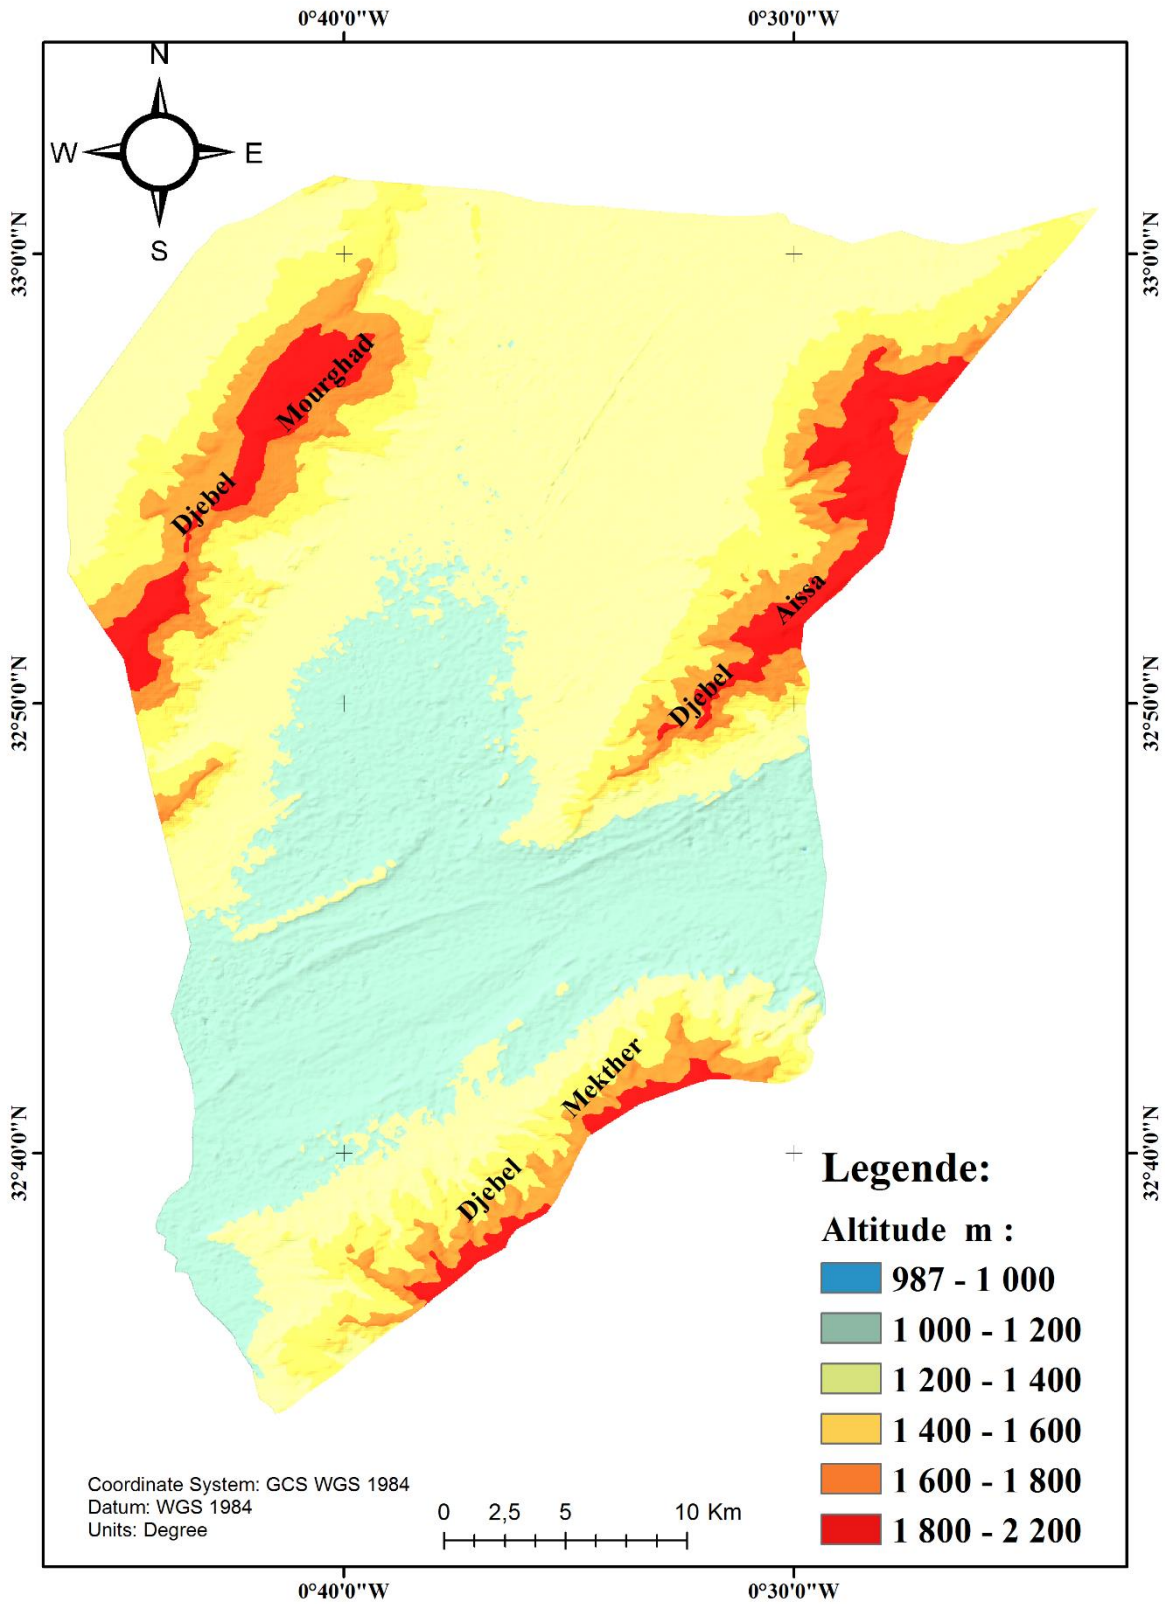 0°40'0"W
0°30'0"W
N
W
E
S
33°0'0"N
33°0'0"N
Mourghad
Djebel
Aissa
Djebel
32°50'0"N
32°50'0"N
Mekther
Djebel
32°40'0"N
32°40'0"N
Legende:
Altitude m :
987 - 1 000
1 000 - 1 200
1 200 - 1 400
1 400 - 1 600
1 600 - 1 800
1 800 - 2 200
Coordinate System: GCS WGS 1984
Datum: WGS 1984
Units: Degree
0 2,5 5 10 Km
0°40'0"W
0°30'0"W